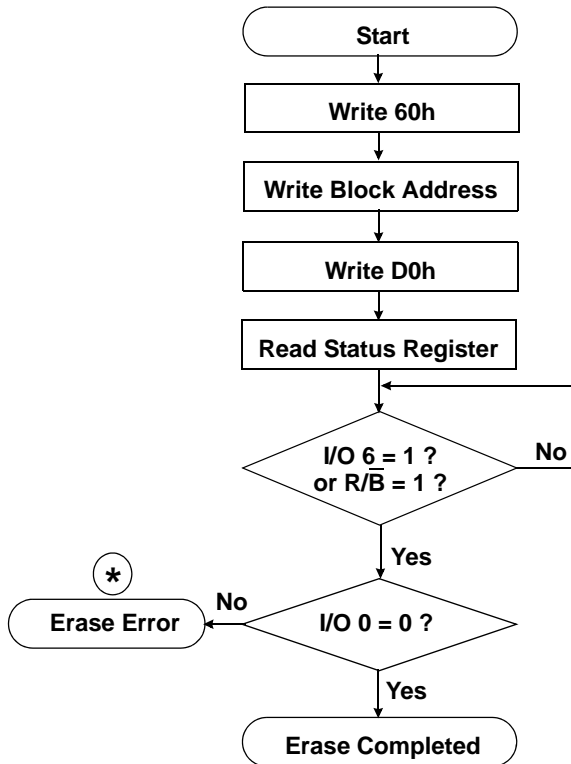 Start
Write 60h
Write Block Address
Write D0h
Read Status Register
I/O 6 = 1 ?
or R/B̅ = 1 ?
No
Yes
*
No
Erase Error
I/O 0 = 0 ?
Yes
Erase Completed